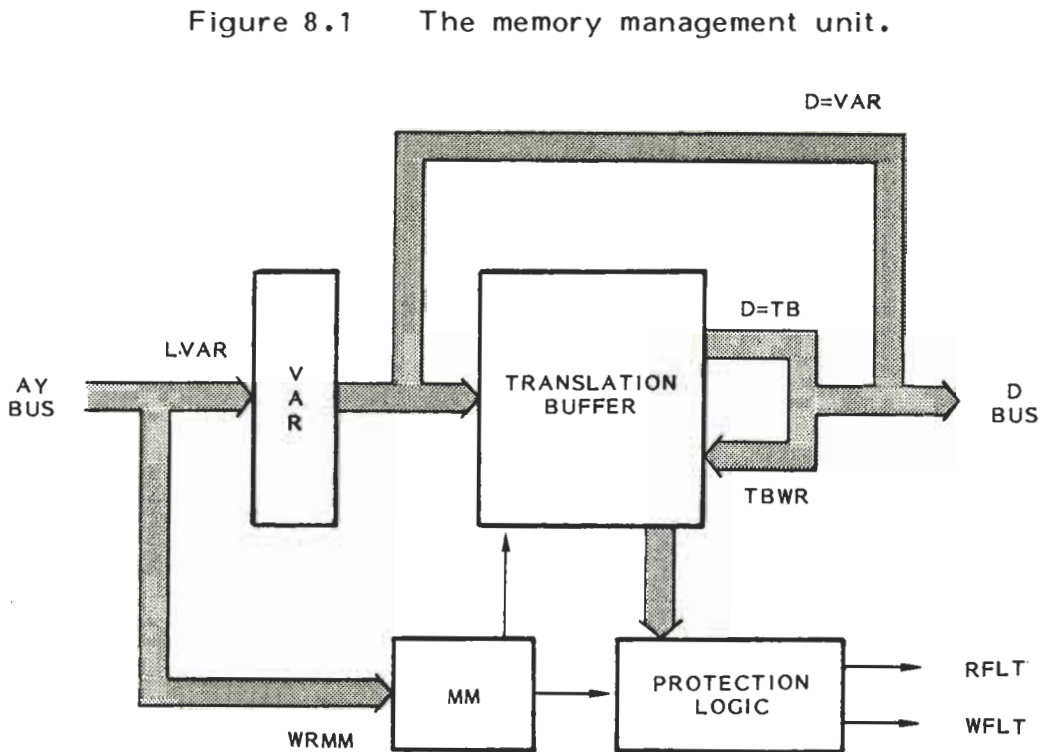 Figure 8.1 The memory management unit.
D=VAR
D=TB
L.VAR
AY
BUS
VAR
TRANSLATION
BUFFER
D
BUS
TBWR
MM
PROTECTION
LOGIC
RFLT
WFLT
WRMM